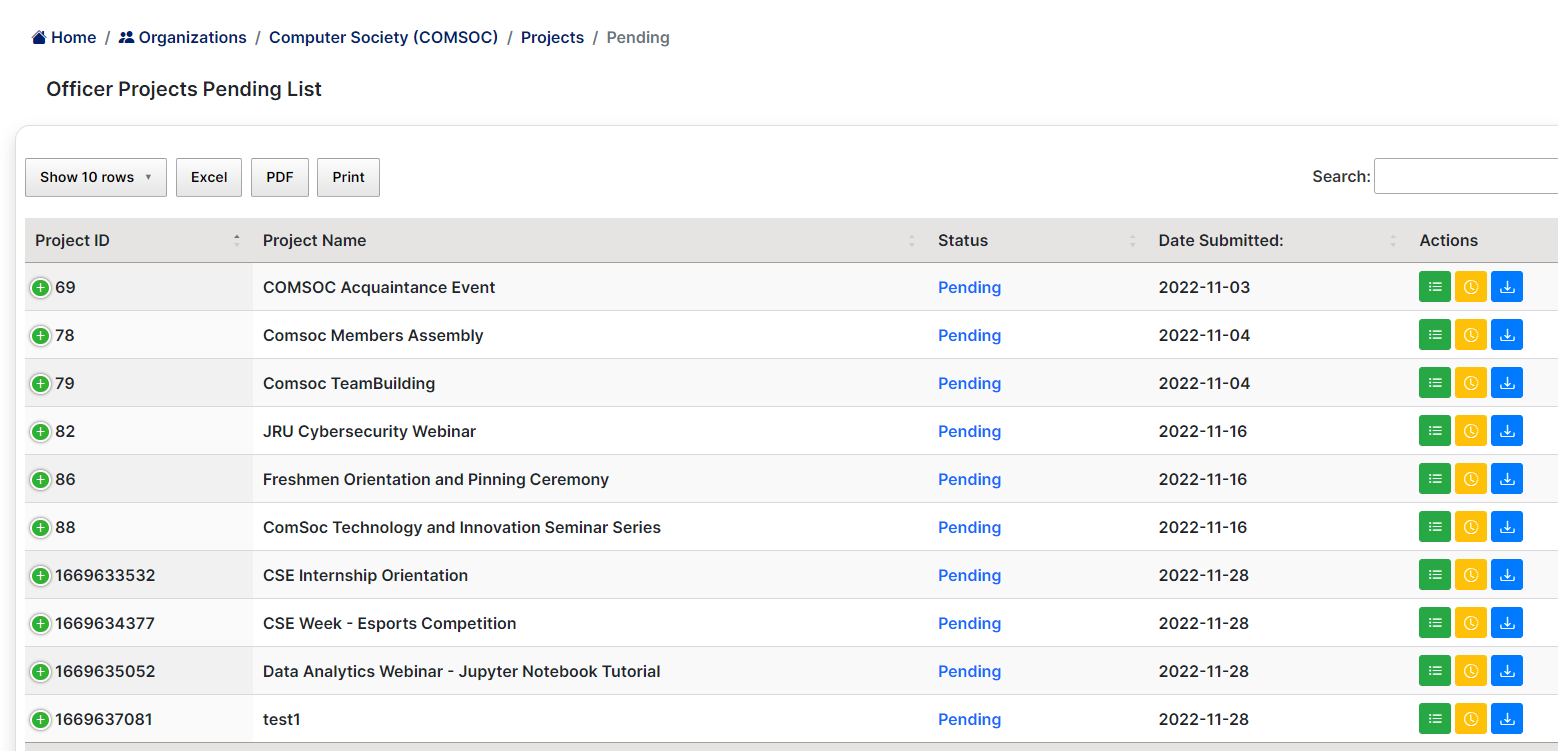 Home / Organizations / Computer Society (COMSOC) / Projects / Pending
Officer Projects Pending List
Show 10 rows Excel PDF Print Search:
Project ID Project Name Status Date Submitted: Actions
69 COMSOC Acquaintance Event Pending 2022-11-03
78 Comsoc Members Assembly Pending 2022-11-04
79 Comsoc TeamBuilding Pending 2022-11-04
82 JRU Cybersecurity Webinar Pending 2022-11-16
86 Freshmen Orientation and Pinning Ceremony Pending 2022-11-16
88 ComSoc Technology and Innovation Seminar Series Pending 2022-11-16
1669633532 CSE Internship Orientation Pending 2022-11-28
1669634377 CSE Week - Esports Competition Pending 2022-11-28
1669635052 Data Analytics Webinar - Jupyter Notebook Tutorial Pending 2022-11-28
1669637081 test1 Pending 2022-11-28